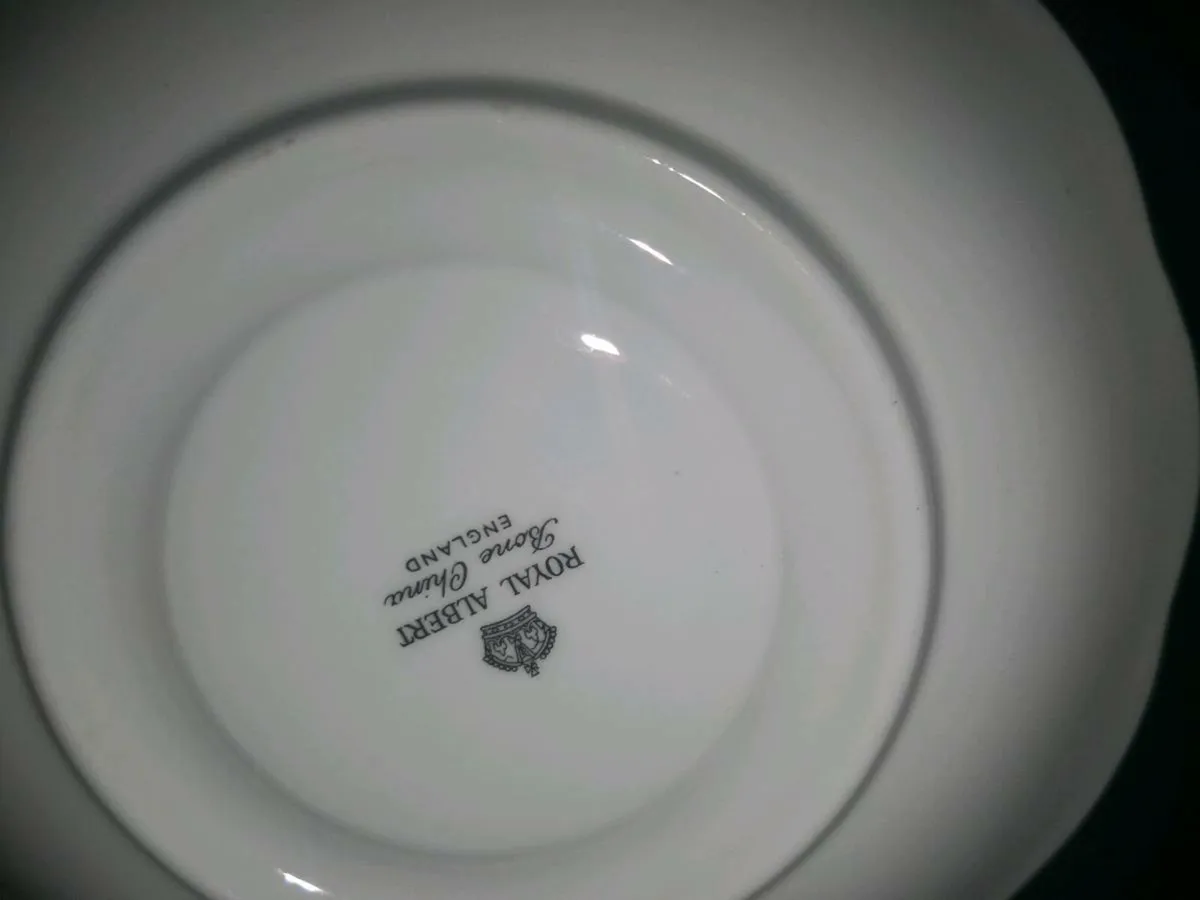 ROYAL ALBERT
Bone China
ENGLAND